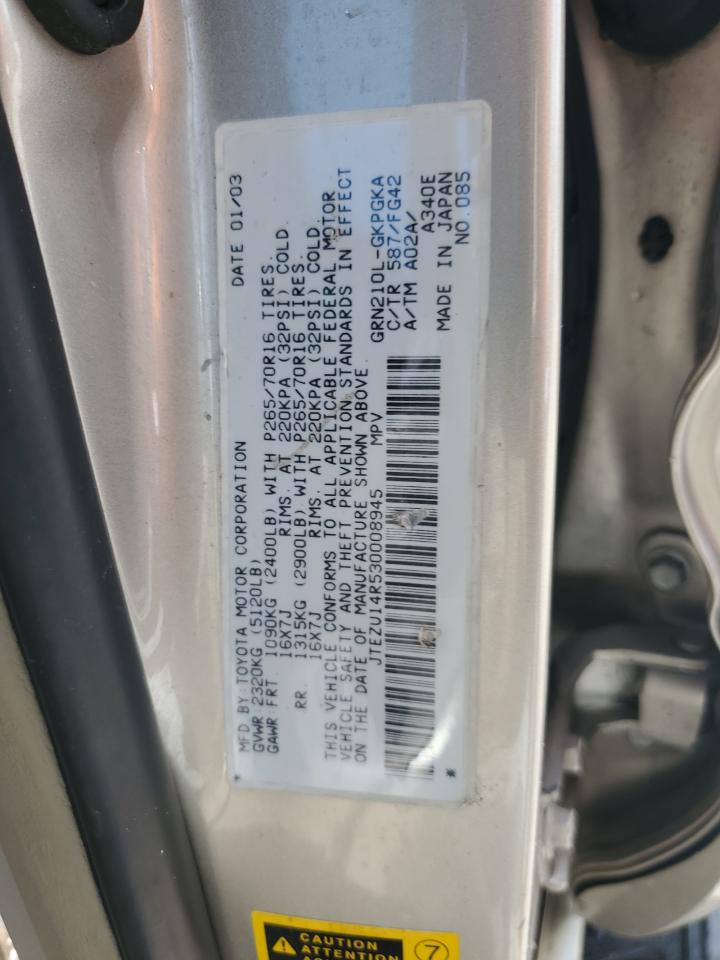 MFD BY: TOYOTA MOTOR CORPORATION DATE 01/03
GVWR: 2320KG (5120LB)
GAWR FRT. 1090KG (2400LB) WITH P265/70R16 TIRES.
16X7J RIMS. AT 220KPA (32PSI) COLD.
RR. 1315KG (2900LB) WITH P265/70R16 TIRES.
16X7J RIMS. AT 220KPA (32PSI) COLD.
THIS VEHICLE CONFORMS TO ALL APPLICABLE FEDERAL MOTOR
VEHICLE SAFETY AND THEFT PREVENTION STANDARDS IN EFFECT
ON THE DATE OF MANUFACTURE SHOWN ABOVE.
JTEZU14R530008945 MPV
GRN210L-GKPGKA
C/TR 587/FG42
A/TM A02A/
A340E
MADE IN JAPAN
NO.085
CAUTION
ATTENTION
7